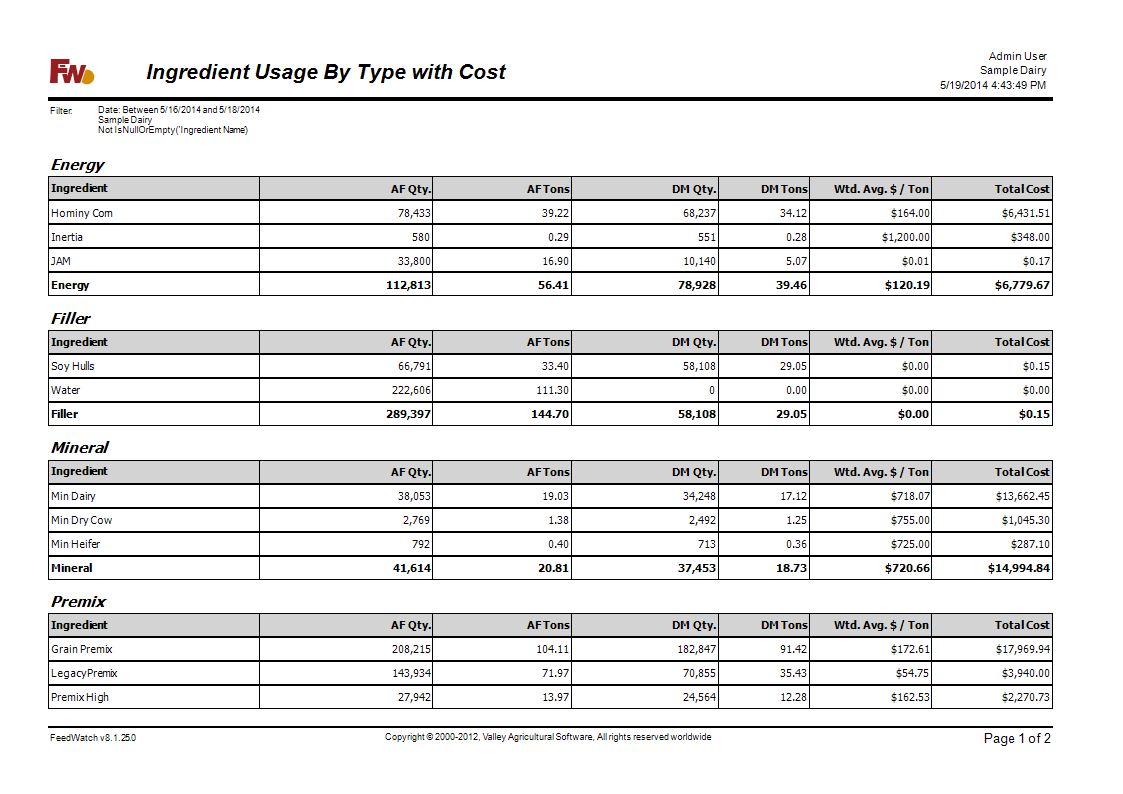 FW
Ingredient Usage By Type with Cost
Admin User
Sample Dairy
5/19/2014 4:43:49 PM
Filter: Date: Between 5/16/2014 and 5/18/2014
Sample Dairy
Not IsNullOrEmpty('Ingredient Name')
Energy
Ingredient AF Qty. AF Tons DM Qty. DM Tons Wtd. Avg. $ / Ton Total Cost
Hominy Corn 78,433 39.22 68,237 34.12 $164.00 $6,431.51
Inertia 580 0.29 551 0.28 $1,200.00 $348.00
JAM 33,800 16.90 10,140 5.07 $0.01 $0.17
Energy 112,813 56.41 78,928 39.46 $120.19 $6,779.67
Filler
Ingredient AF Qty. AF Tons DM Qty. DM Tons Wtd. Avg. $ / Ton Total Cost
Soy Hulls 66,791 33.40 58,108 29.05 $0.00 $0.15
Water 222,606 111.30 0 0.00 $0.00 $0.00
Filler 289,397 144.70 58,108 29.05 $0.00 $0.15
Mineral
Ingredient AF Qty. AF Tons DM Qty. DM Tons Wtd. Avg. $ / Ton Total Cost
Min Dairy 38,053 19.03 34,248 17.12 $718.07 $13,662.45
Min Dry Cow 2,769 1.38 2,492 1.25 $755.00 $1,045.30
Min Heifer 792 0.40 713 0.36 $725.00 $287.10
Mineral 41,614 20.81 37,453 18.73 $720.66 $14,994.84
Premix
Ingredient AF Qty. AF Tons DM Qty. DM Tons Wtd. Avg. $ / Ton Total Cost
Grain Premix 208,215 104.11 182,847 91.42 $172.61 $17,969.94
Legacy Premix 143,934 71.97 70,855 35.43 $54.75 $3,940.00
Premix High 27,942 13.97 24,564 12.28 $162.53 $2,270.73
FeedWatch v8.1.25.0 Copyright © 2000-2012, Valley Agricultural Software, All rights reserved worldwide Page 1 of 2